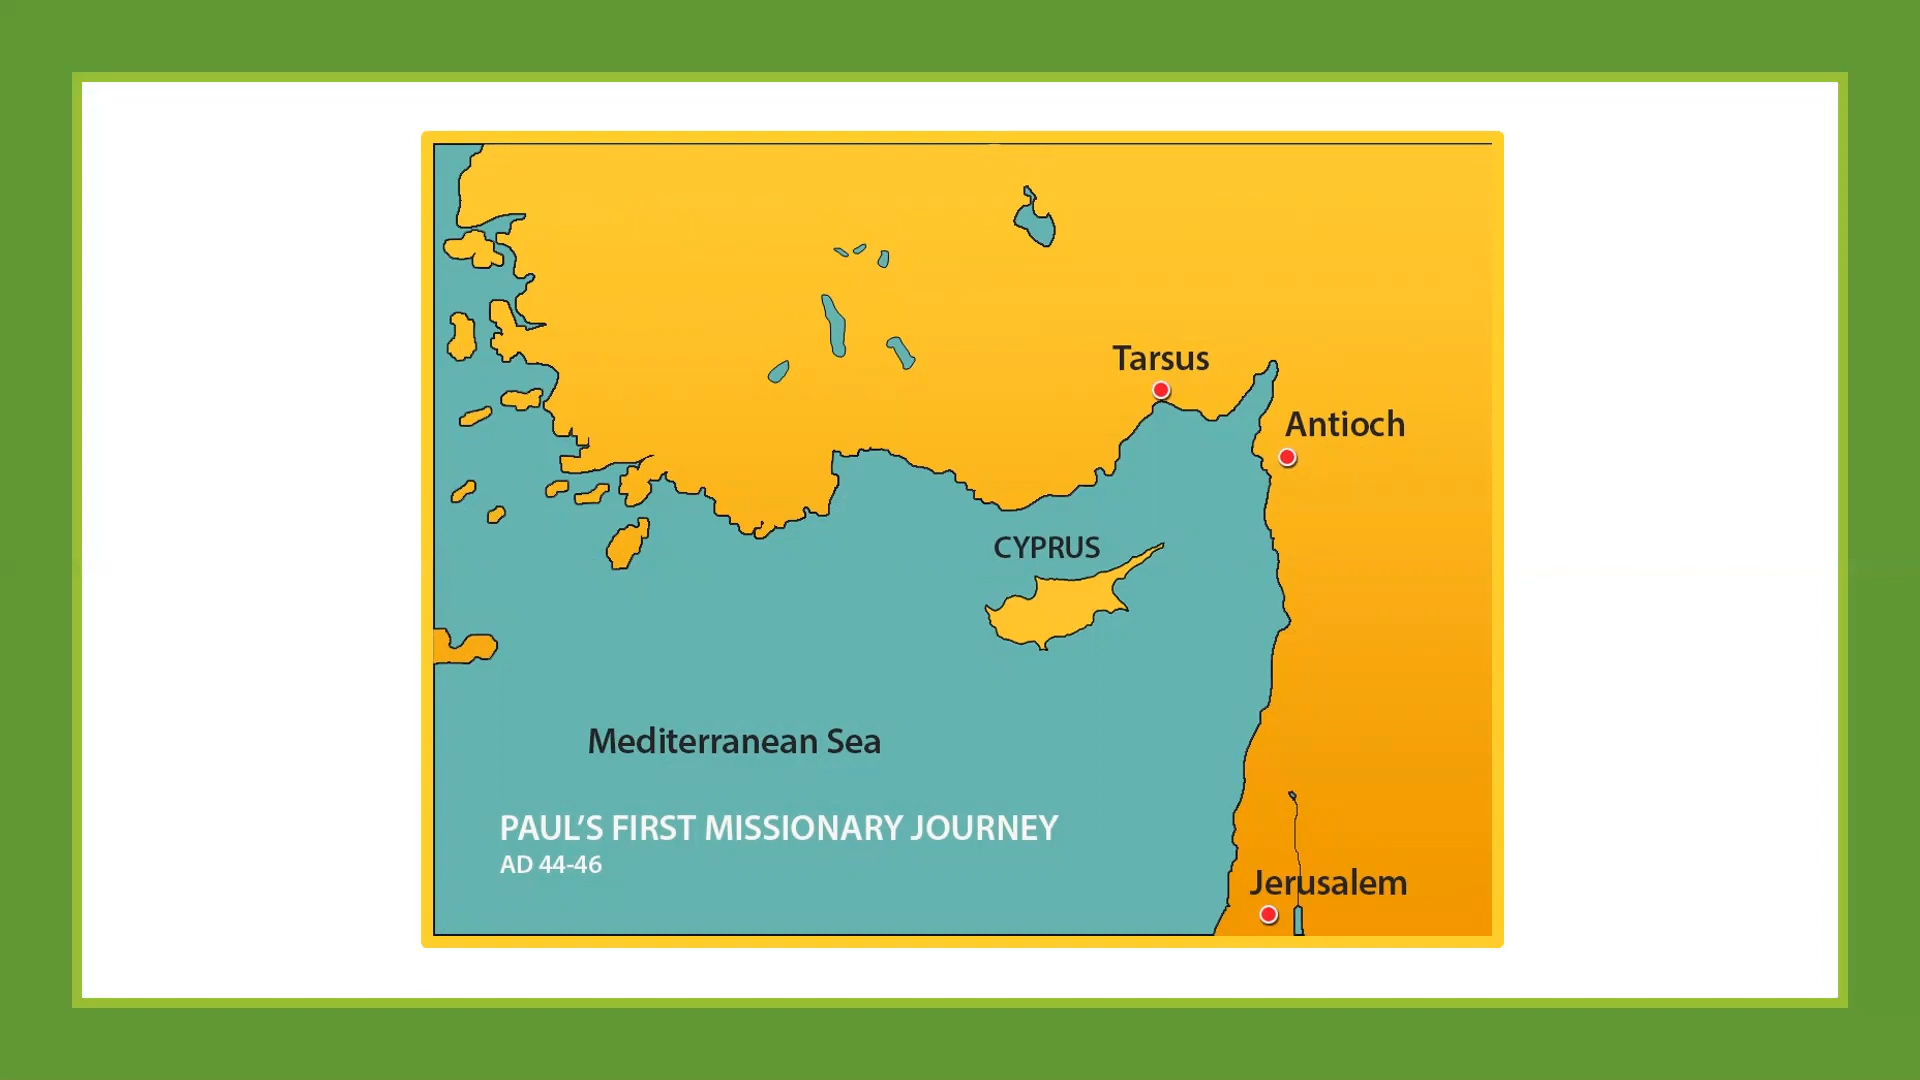 Tarsus
Antioch
CYPRUS
Mediterranean Sea
PAUL’S FIRST MISSIONARY JOURNEY
AD 44-46
Jerusalem